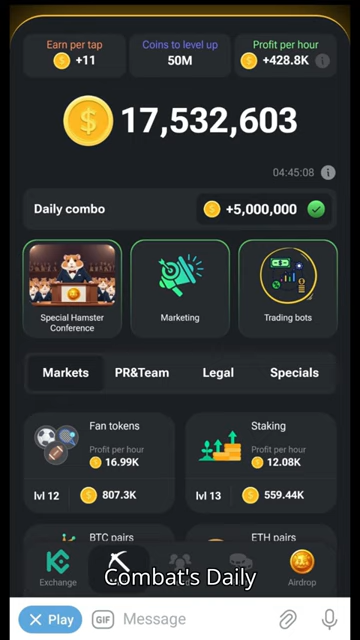 Earn per tap
+11
Coins to level up
50M
Profit per hour
+428.8K
17,532,603
04:45:08
Daily combo
+5,000,000
Special Hamster
Conference
Marketing
Trading bots
Markets
PR&Team
Legal
Specials
Fan tokens
Profit per hour
16.99K
lvl 12
807.3K
Staking
Profit per hour
12.08K
lvl 13
559.44K
BTC pairs
ETH pairs
Exchange
Airdrop
Combat's Daily
Play
GIF
Message